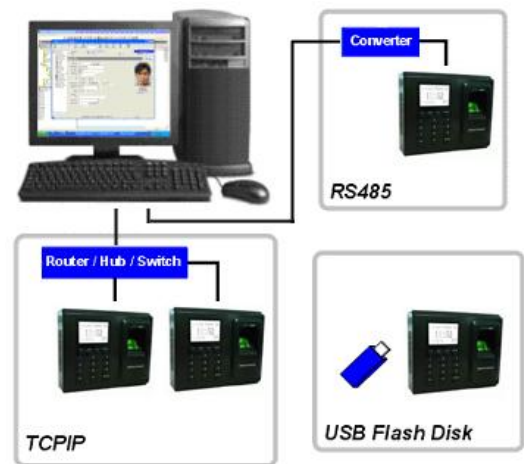 Converter
RS485
Router / Hub / Switch
TCPIP
USB Flash Disk